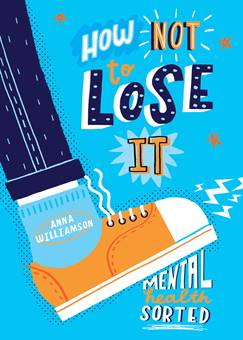 HOW NOT
to
LOSE
IT
ANNA
WILLIAMSON
MENTAL
health
SORTED